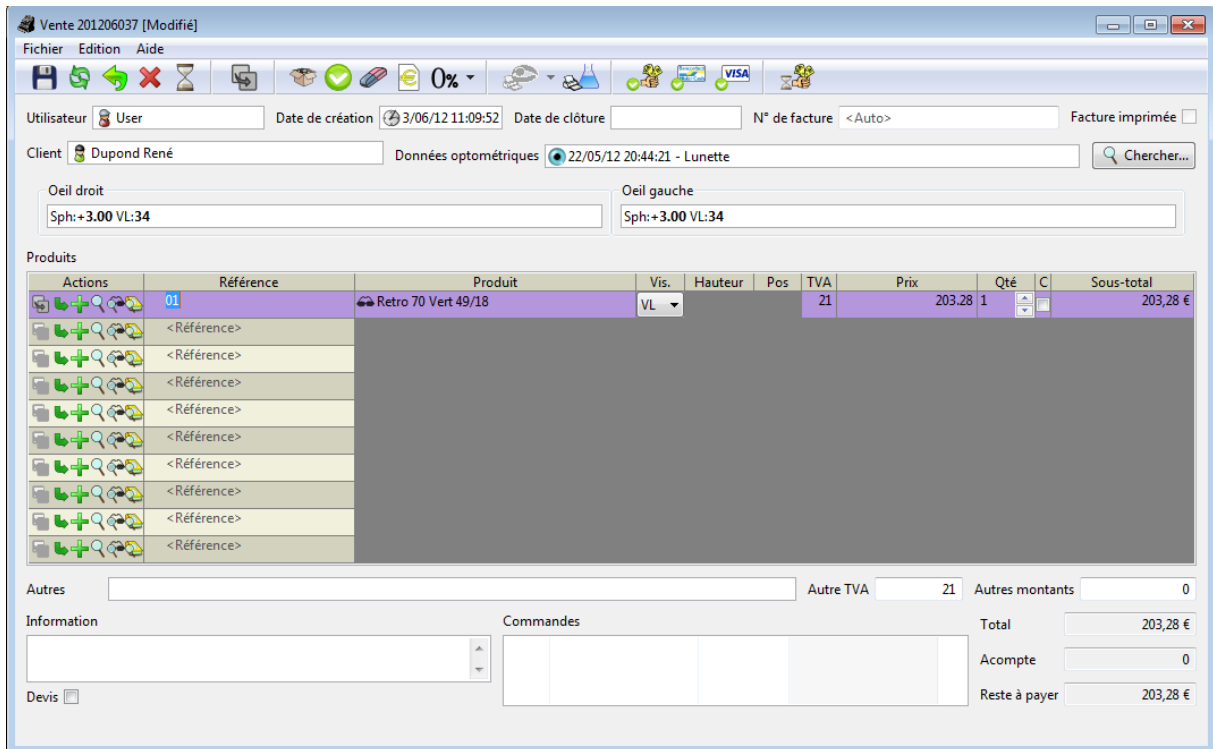 Vente 201206037 [Modifié]
Fichier Edition Aide
0% VISA
Utilisateur User Date de création 3/06/12 11:09:52 Date de clôture N° de facture <Auto> Facture imprimée
Client Dupond René Données optométriques 22/05/12 20:44:21 - Lunette Chercher...
Oeil droit Oeil gauche
Sph:+3.00 VL:34 Sph:+3.00 VL:34
Produits
Actions Référence Produit Vis. Hauteur Pos TVA Prix Qté C Sous-total
01 Retro 70 Vert 49/18 VL 21 203.28 1 203,28 €
<Référence>
<Référence>
<Référence>
<Référence>
<Référence>
<Référence>
<Référence>
<Référence>
<Référence>
Autres Autre TVA 21 Autres montants 0
Information Commandes Total 203,28 €
Acompte 0
Devis Reste à payer 203,28 €